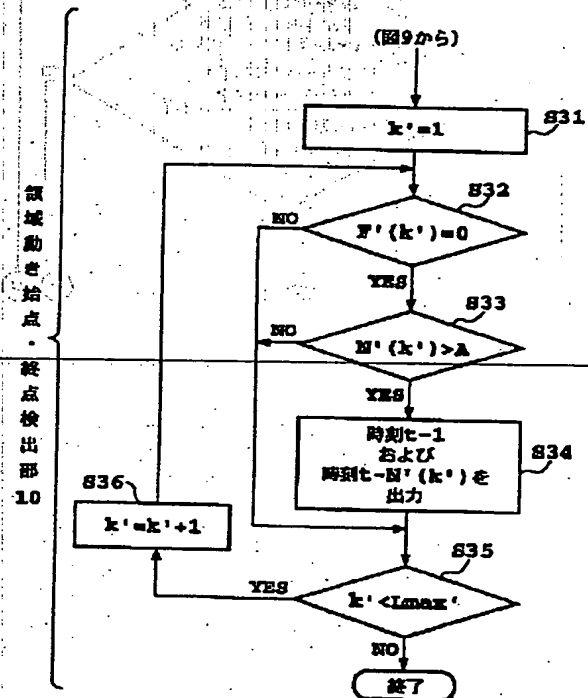 (図9から)
k'=1
S31
S32
F'(k')=0
NO
YES
S33
N'(k')>A
NO
YES
時刻t-1
および
時刻t-N'(k')を
出力
S34
S36
k'=k'+1
S35
k'<Lmax'
YES
NO
終了
領域動き始点・終点検出部10